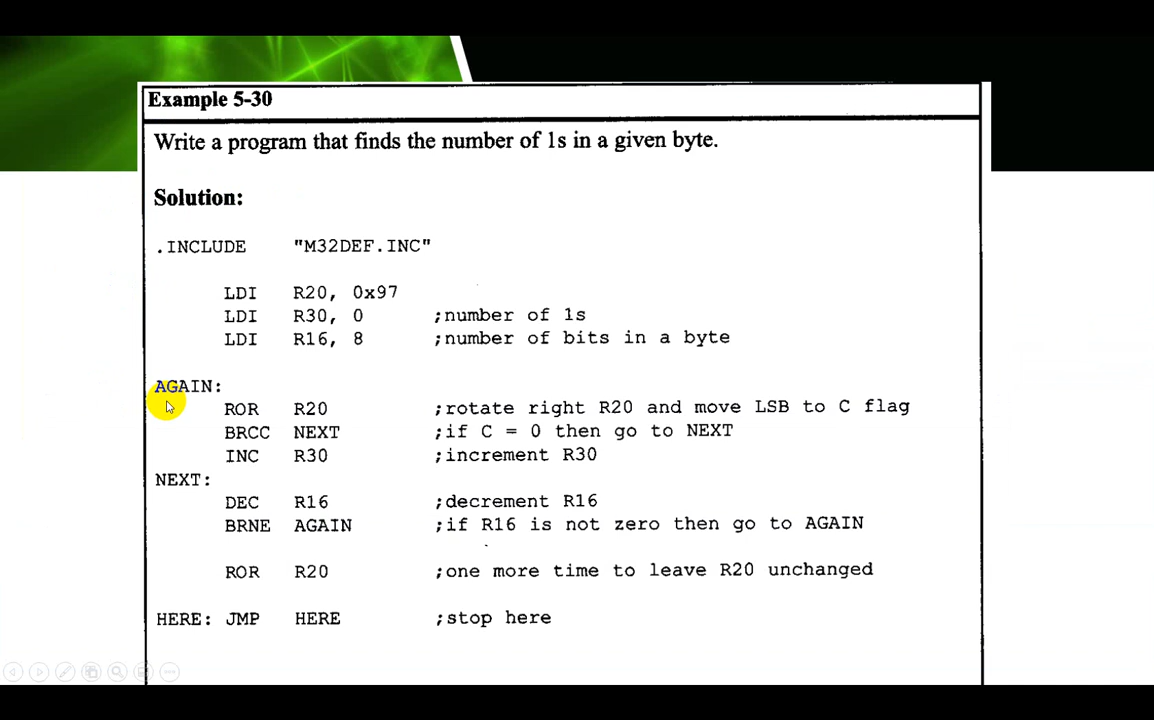 Example 5-30
Write a program that finds the number of 1s in a given byte.
Solution:
.INCLUDE "M32DEF.INC"
LDI R20, 0x97
LDI R30, 0 ;number of 1s
LDI R16, 8 ;number of bits in a byte
AGAIN:
ROR R20 ;rotate right R20 and move LSB to C flag
BRCC NEXT ;if C = 0 then go to NEXT
INC R30 ;increment R30
NEXT:
DEC R16 ;decrement R16
BRNE AGAIN ;if R16 is not zero then go to AGAIN
ROR R20 ;one more time to leave R20 unchanged
HERE: JMP HERE ;stop here